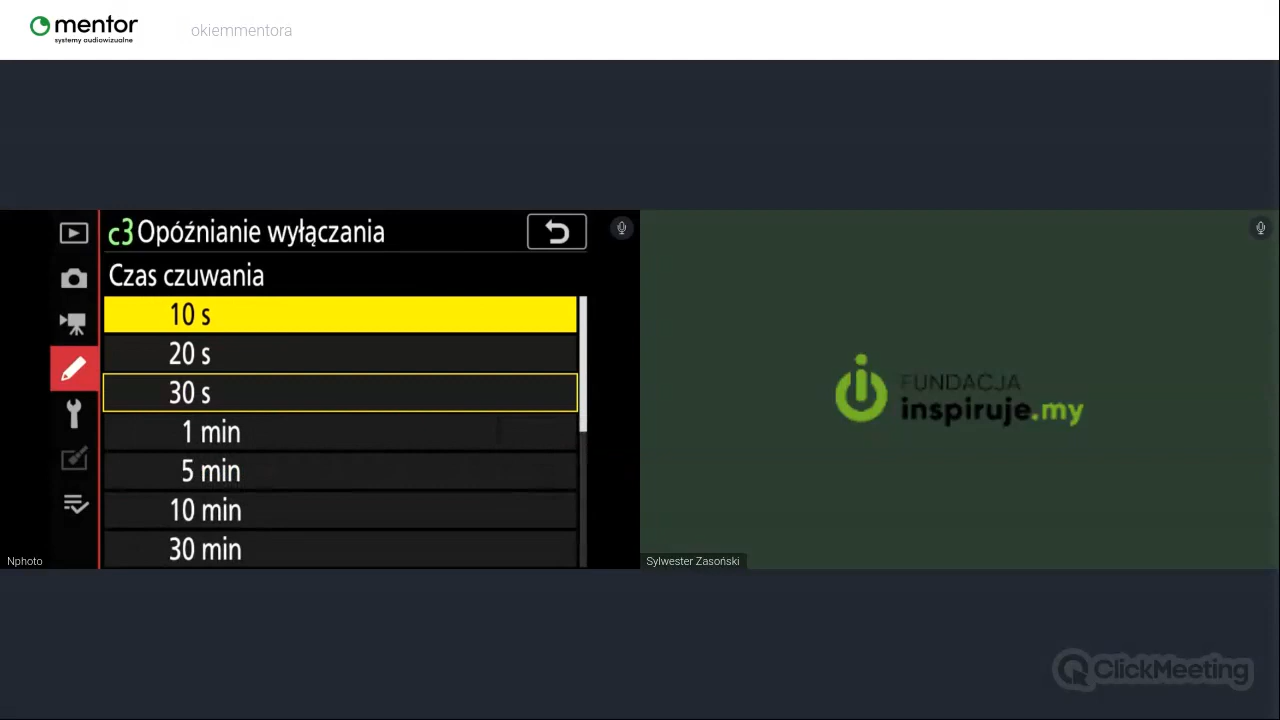 mentor
systemy audiowizualne
okiemmentora
c3 Opóźnianie wyłączania
Czas czuwania
10 s
20 s
30 s
1 min
5 min
10 min
30 min
Nphoto
FUNDACJA
inspiruje.my
Sylwester Zasoński
ClickMeeting